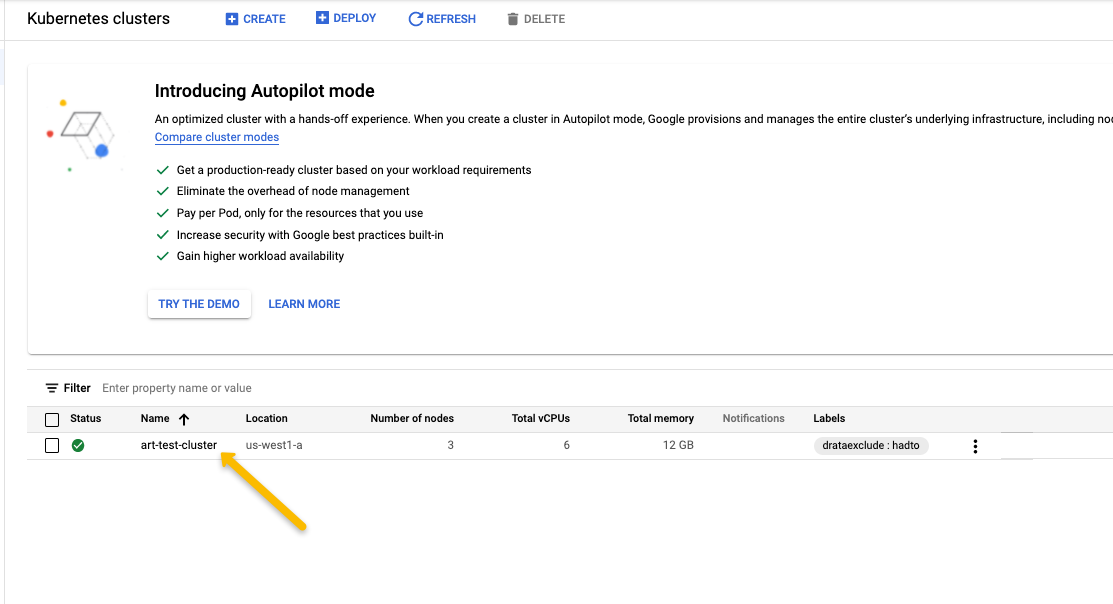 Kubernetes clusters CREATE DEPLOY REFRESH DELETE
Introducing Autopilot mode
An optimized cluster with a hands-off experience. When you create a cluster in Autopilot mode, Google provisions and manages the entire cluster's underlying infrastructure, including
Compare cluster modes
Get a production-ready cluster based on your workload requirements
Eliminate the overhead of node management
Pay per Pod, only for the resources that you use
Increase security with Google best practices built-in
Gain higher workload availability
TRY THE DEMO LEARN MORE
Filter Enter property name or value
Status Name Location Number of nodes Total vCPUs Total memory Notifications Labels
art-test-cluster us-west1-a 3 6 12 GB drataexclude : hadto